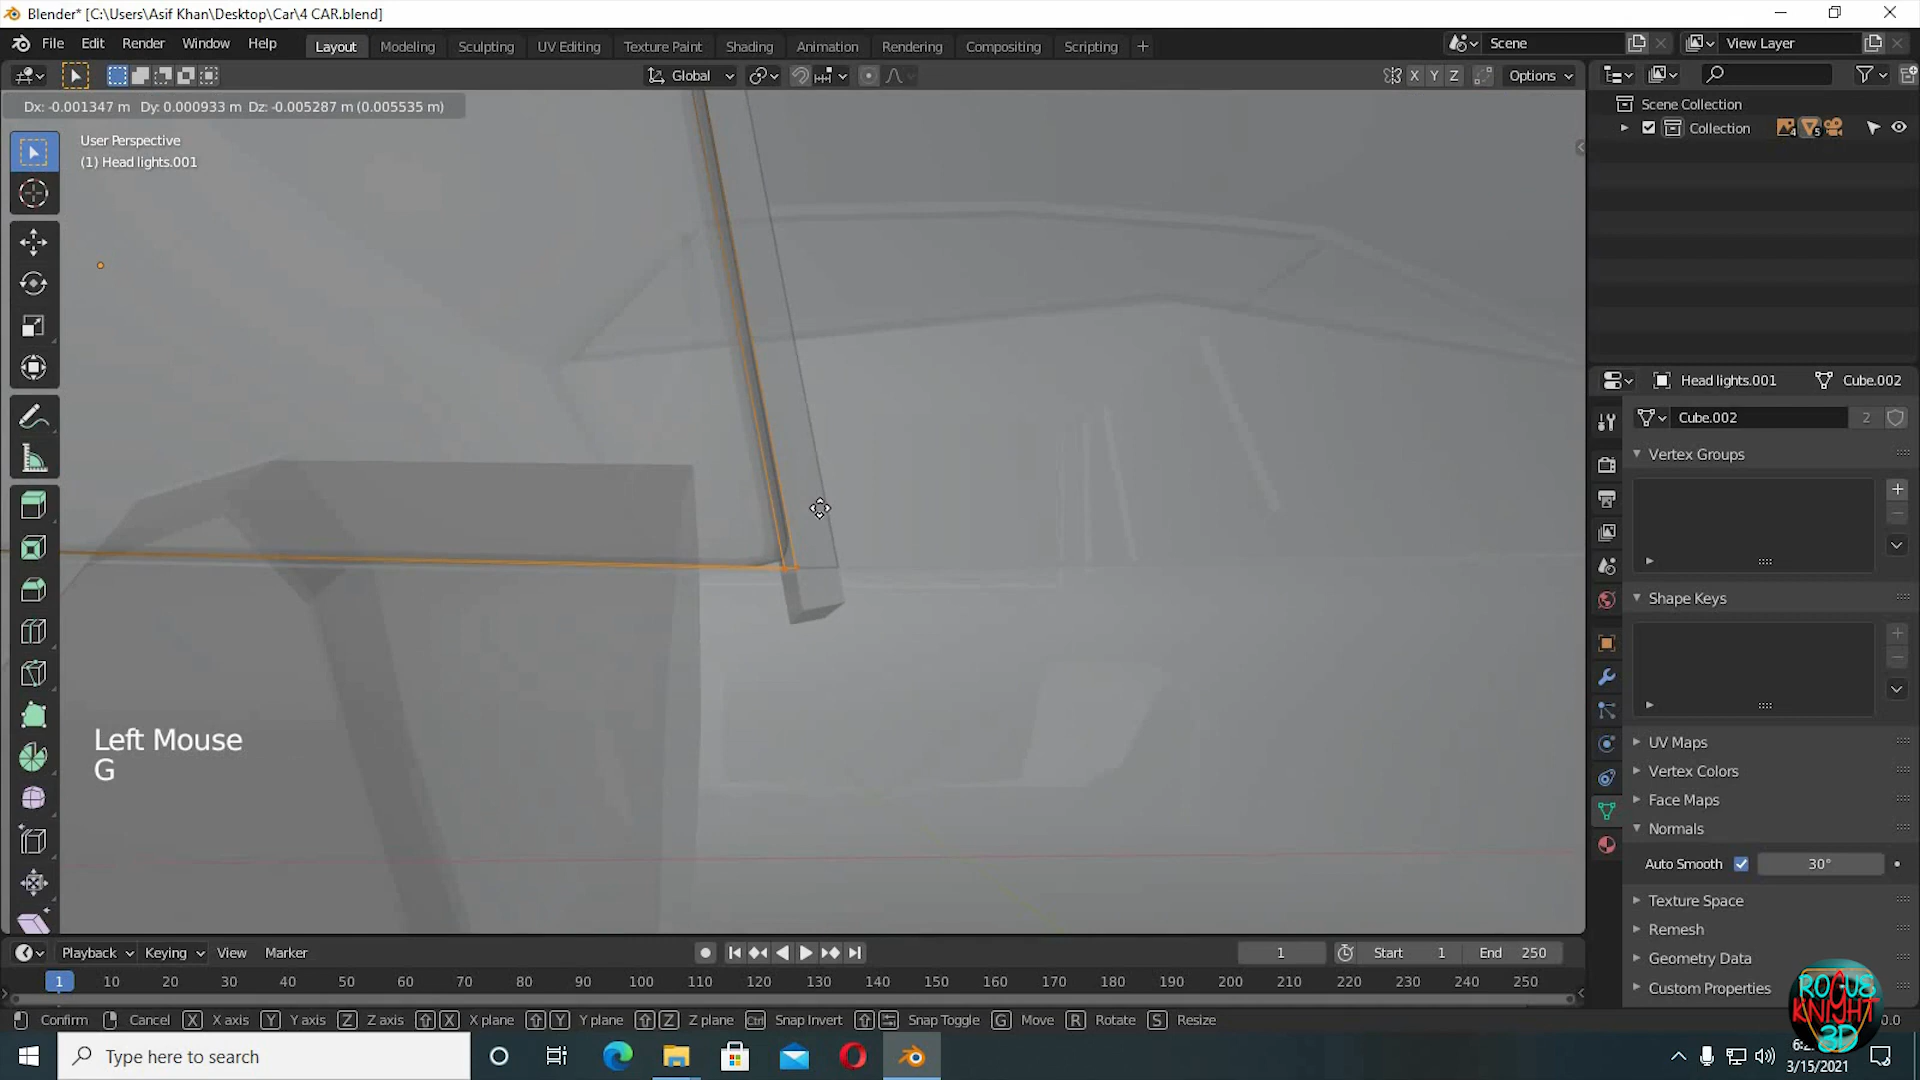 Blender* [C:\Users\Asif Khan\Desktop\Car\4 CAR.blend]
File Edit Render Window Help Layout Modeling Sculpting UV Editing Texture Paint Shading Animation Rendering Compositing Scripting + Scene View Layer
Global X Y Z Options
Dx: -0.001347 m Dy: 0.000933 m Dz: -0.005287 m (0.005535 m)
User Perspective
(1) Head lights.001
Scene Collection
Collection 4 5
Head lights.001 Cube.002
Cube.002 2
Vertex Groups
Shape Keys
UV Maps
Vertex Colors
Face Maps
Normals
Auto Smooth 30°
Texture Space
Remesh
Geometry Data
Custom Properties
Left Mouse
G
Playback Keying View Marker 1 Start 1 End 250
1 10 20 30 40 50 60 70 80 90 100 110 120 130 140 150 160 170 180 190 200 210 220 230 240 250
Confirm Cancel X X axis Y Y axis Z Z axis X X plane Y Y plane Z Z plane Ctrl Snap Invert Snap Toggle G Move R Rotate S Resize
ROGUE
KNIGHT
3D
Type here to search
3/15/2021